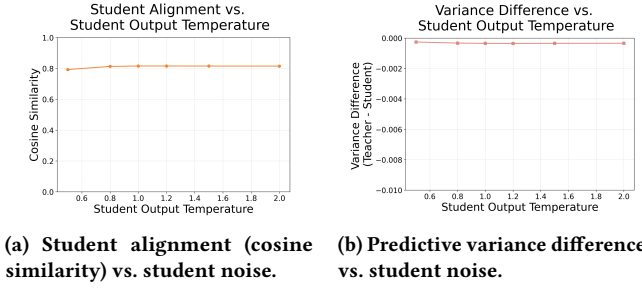 Student Alignment vs.
Student Output Temperature
1.0
0.8
0.6
0.4
0.2
0.0
Cosine Similarity
0.6 0.8 1.0 1.2 1.4 1.6 1.8 2.0
Student Output Temperature
(a) Student alignment (cosine
similarity) vs. student noise.
Variance Difference vs.
Student Output Temperature
0.000
−0.002
−0.004
−0.006
−0.008
−0.010
Variance Difference
(Teacher - Student)
0.6 0.8 1.0 1.2 1.4 1.6 1.8 2.0
Student Output Temperature
(b) Predictive variance difference
vs. student noise.